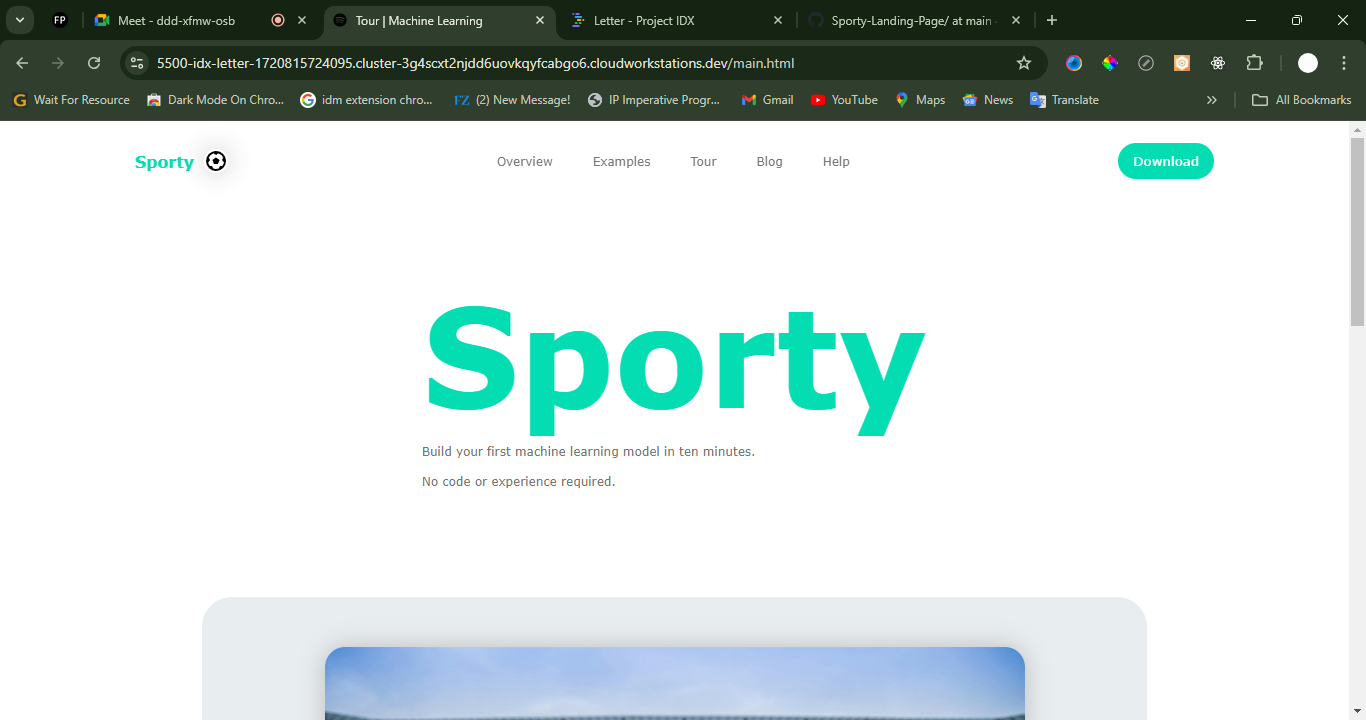 FP Meet - ddd-xfmw-osb Tour | Machine Learning Letter - Project IDX Sporty-Landing-Page/ at main
5500-idx-letter-1720815724095.cluster-3g4scxt2njdd6uovkqyfcabgo6.cloudworkstations.dev/main.html
Wait For Resource Dark Mode On Chro... idm extension chro... FZ (2) New Message! IP Imperative Progr... Gmail YouTube Maps News Translate » All Bookmarks
Sporty Overview Examples Tour Blog Help Download
Sporty
Build your first machine learning model in ten minutes.
No code or experience required.